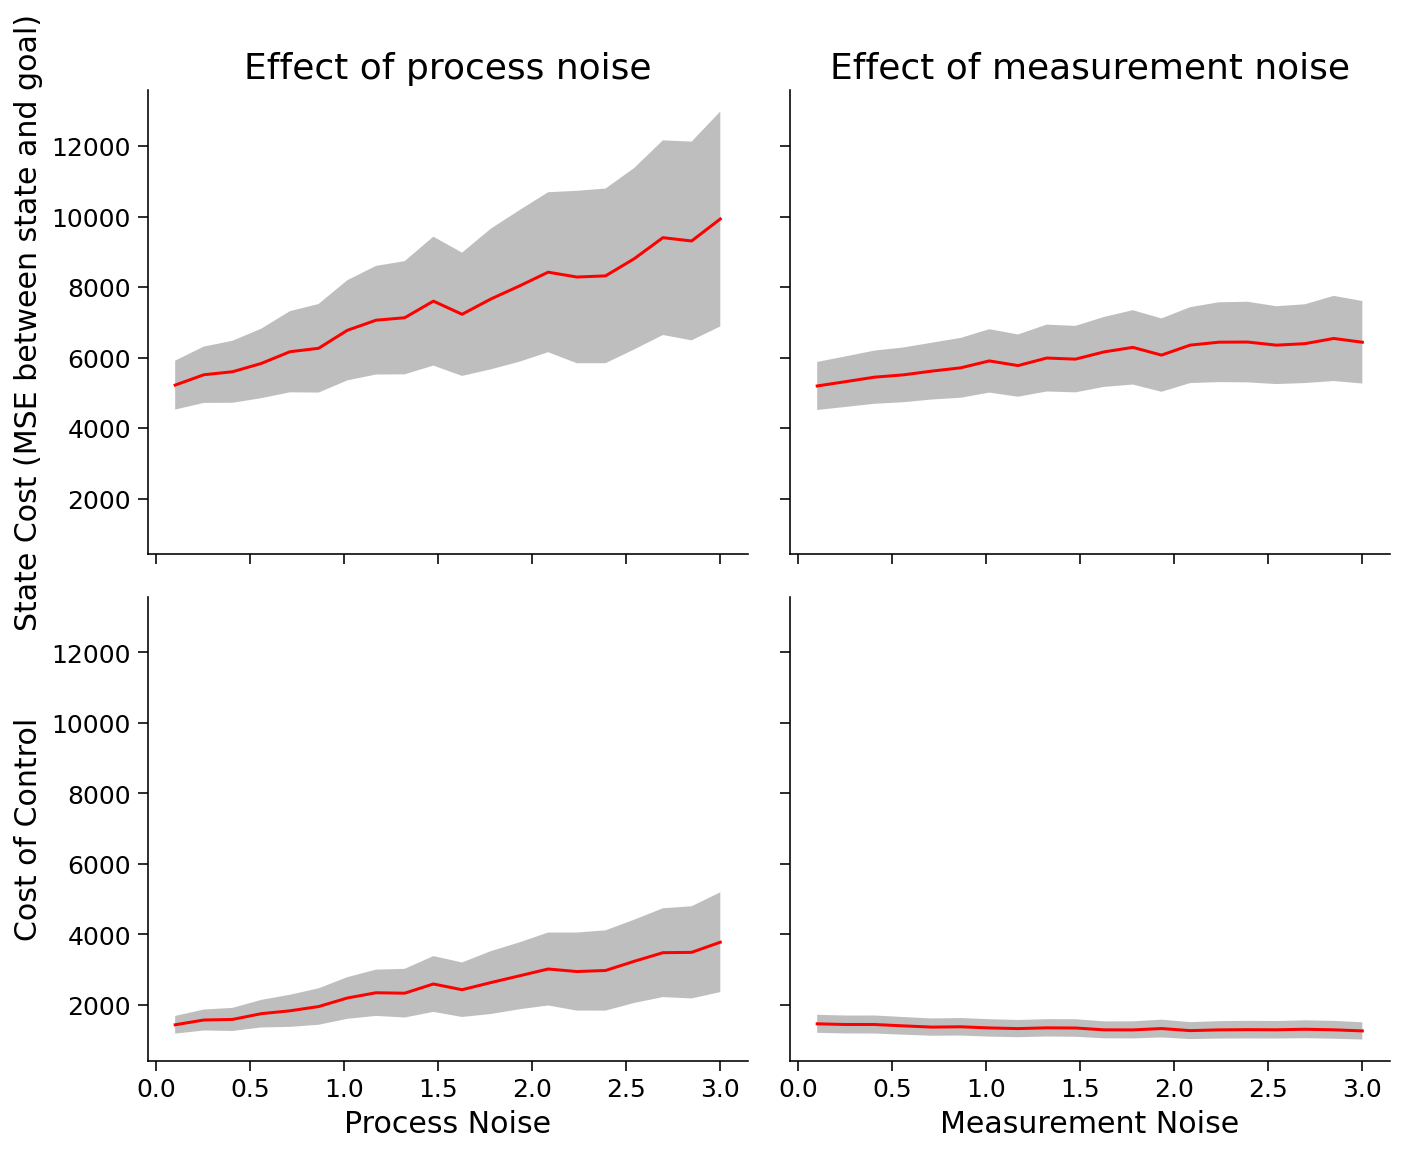 Effect of process noise
Effect of measurement noise
State Cost (MSE between state and goal)
12000
10000
8000
6000
4000
2000
Cost of Control
12000
10000
8000
6000
4000
2000
0.0 0.5 1.0 1.5 2.0 2.5 3.0
0.0 0.5 1.0 1.5 2.0 2.5 3.0
Process Noise
Measurement Noise